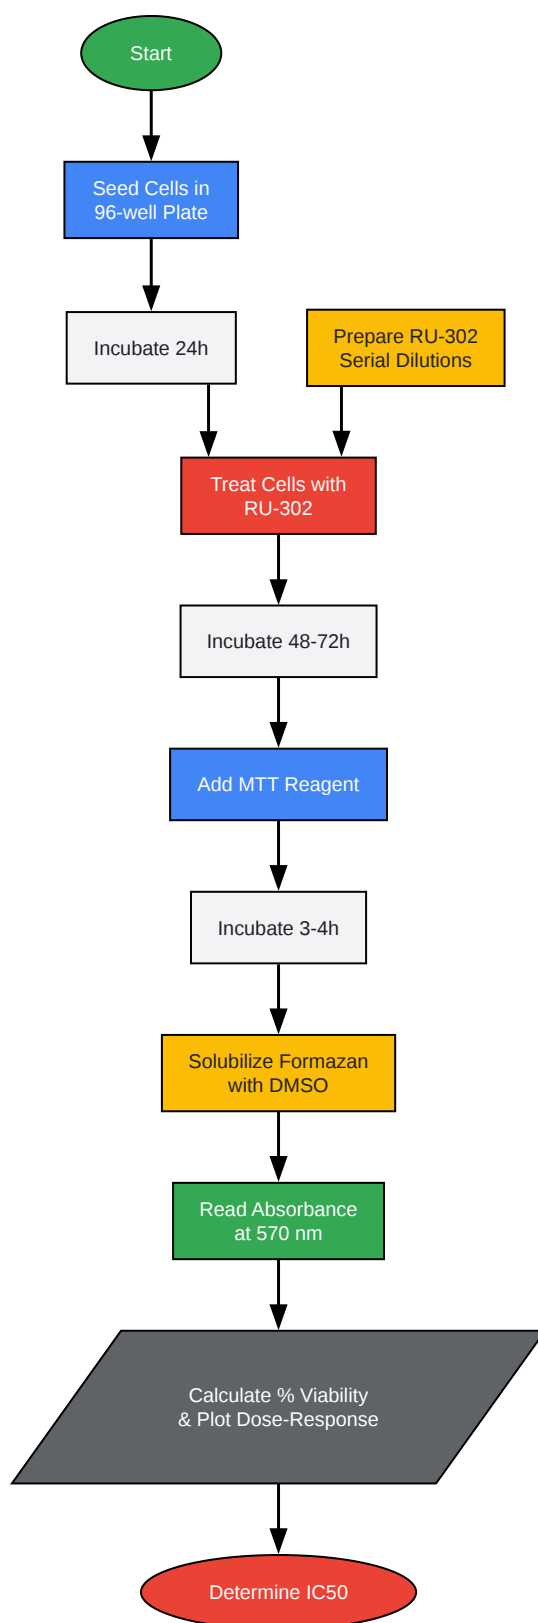 Start
Seed Cells in
96-well Plate
Incubate 24h
Prepare RU-302
Serial Dilutions
Treat Cells with
RU-302
Incubate 48-72h
Add MTT Reagent
Incubate 3-4h
Solubilize Formazan
with DMSO
Read Absorbance
at 570 nm
Calculate % Viability
& Plot Dose-Response
Determine IC50